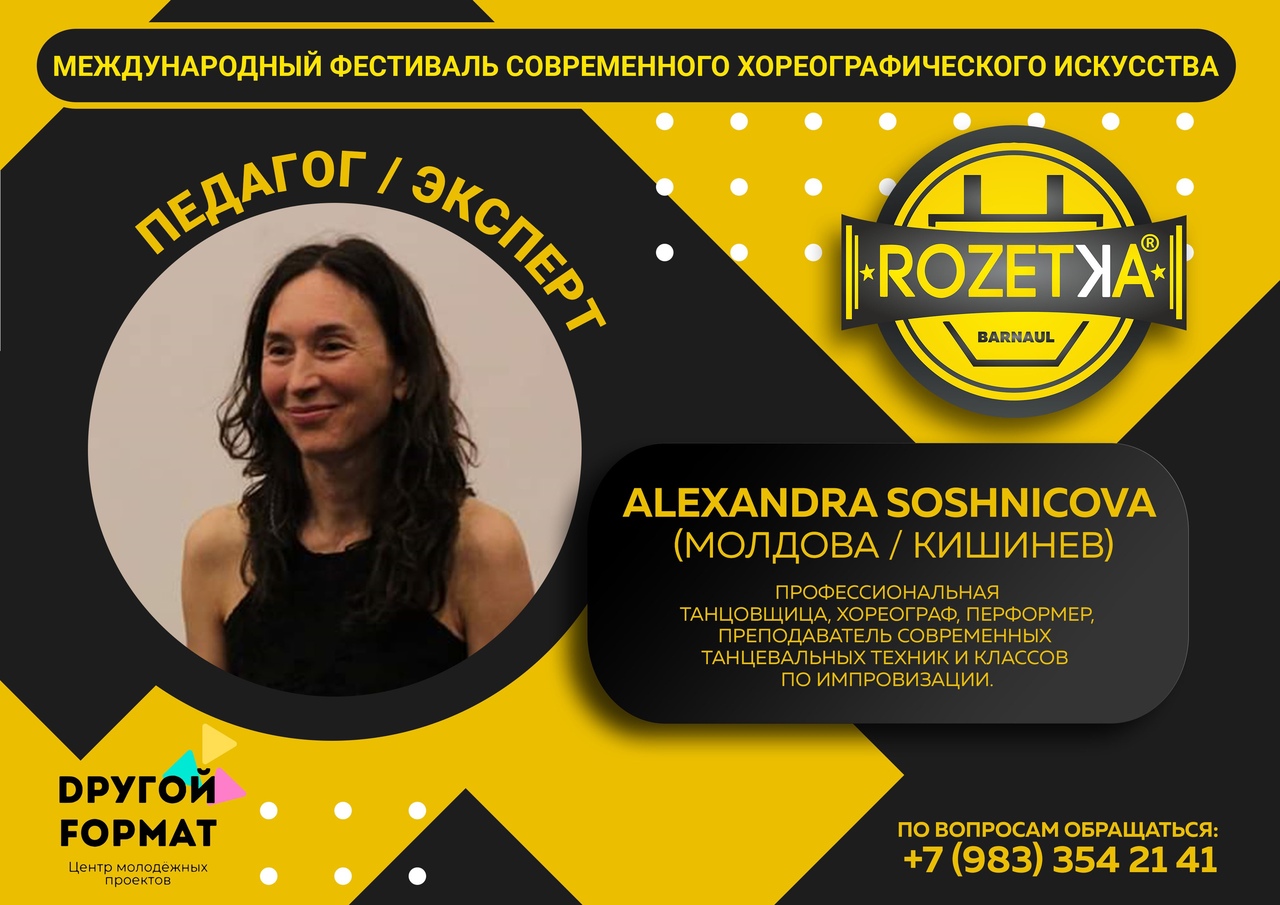 МЕЖДУНАРОДНЫЙ ФЕСТИВАЛЬ СОВРЕМЕННОГО ХОРЕОГРАФИЧЕСКОГО ИСКУССТВА
ПЕДАГОГ / ЭКСПЕРТ
ROZETKA®
BARNAUL
ALEXANDRA SOSHNICOVA
(МОЛДОВА / КИШИНЕВ)
ПРОФЕССИОНАЛЬНАЯ
ТАНЦОВЩИЦА, ХОРЕОГРАФ, ПЕРФОРМЕР,
ПРЕПОДАВАТЕЛЬ СОВРЕМЕННЫХ
ТАНЦЕВАЛЬНЫХ ТЕХНИК И КЛАССОВ
ПО ИМПРОВИЗАЦИИ.
DРУГОЙ
FОРМАТ
Центр молодёжных
проектов
ПО ВОПРОСАМ ОБРАЩАТЬСЯ:
+7 (983) 354 21 41